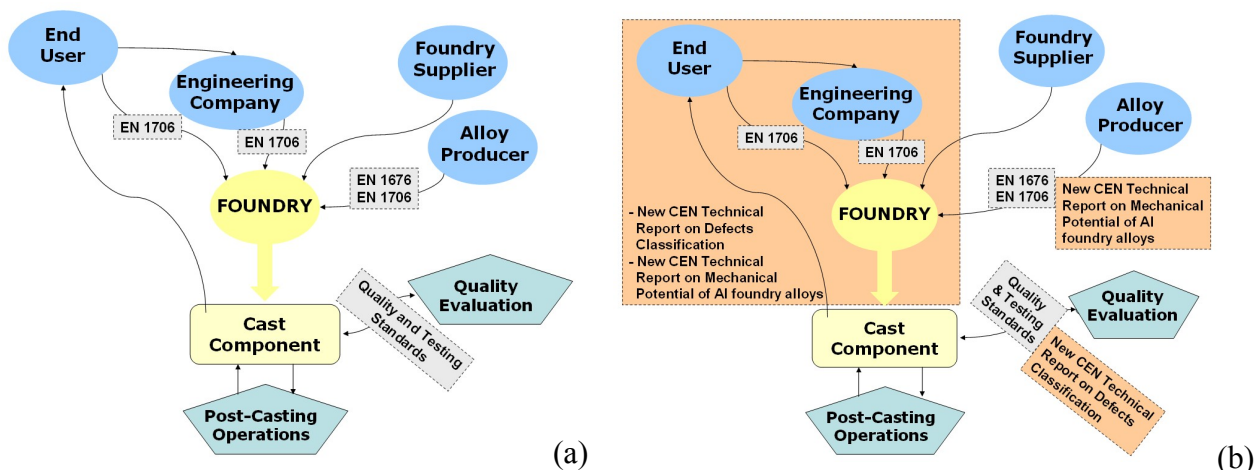 End
User
Engineering
Company
Foundry
Supplier
Alloy
Producer
EN 1706
EN 1706
EN 1676
EN 1706
FOUNDRY
Quality and Testing
Standards
Quality
Evaluation
Cast
Component
Post-Casting
Operations
(a)
End
User
Engineering
Company
Foundry
Supplier
Alloy
Producer
EN 1706
EN 1706
EN 1676
EN 1706
New CEN Technical
Report on Mechanical
Potential of Al
foundry alloys
FOUNDRY
- New CEN Technical
Report on Defects
Classification
- New CEN Technical
Report on Mechanical
Potential of Al foundry alloys
Quality
& Testing
Standards
New CEN Technical
Report on Defects
Classification
Quality
Evaluation
Cast
Component
Post-Casting
Operations
(b)